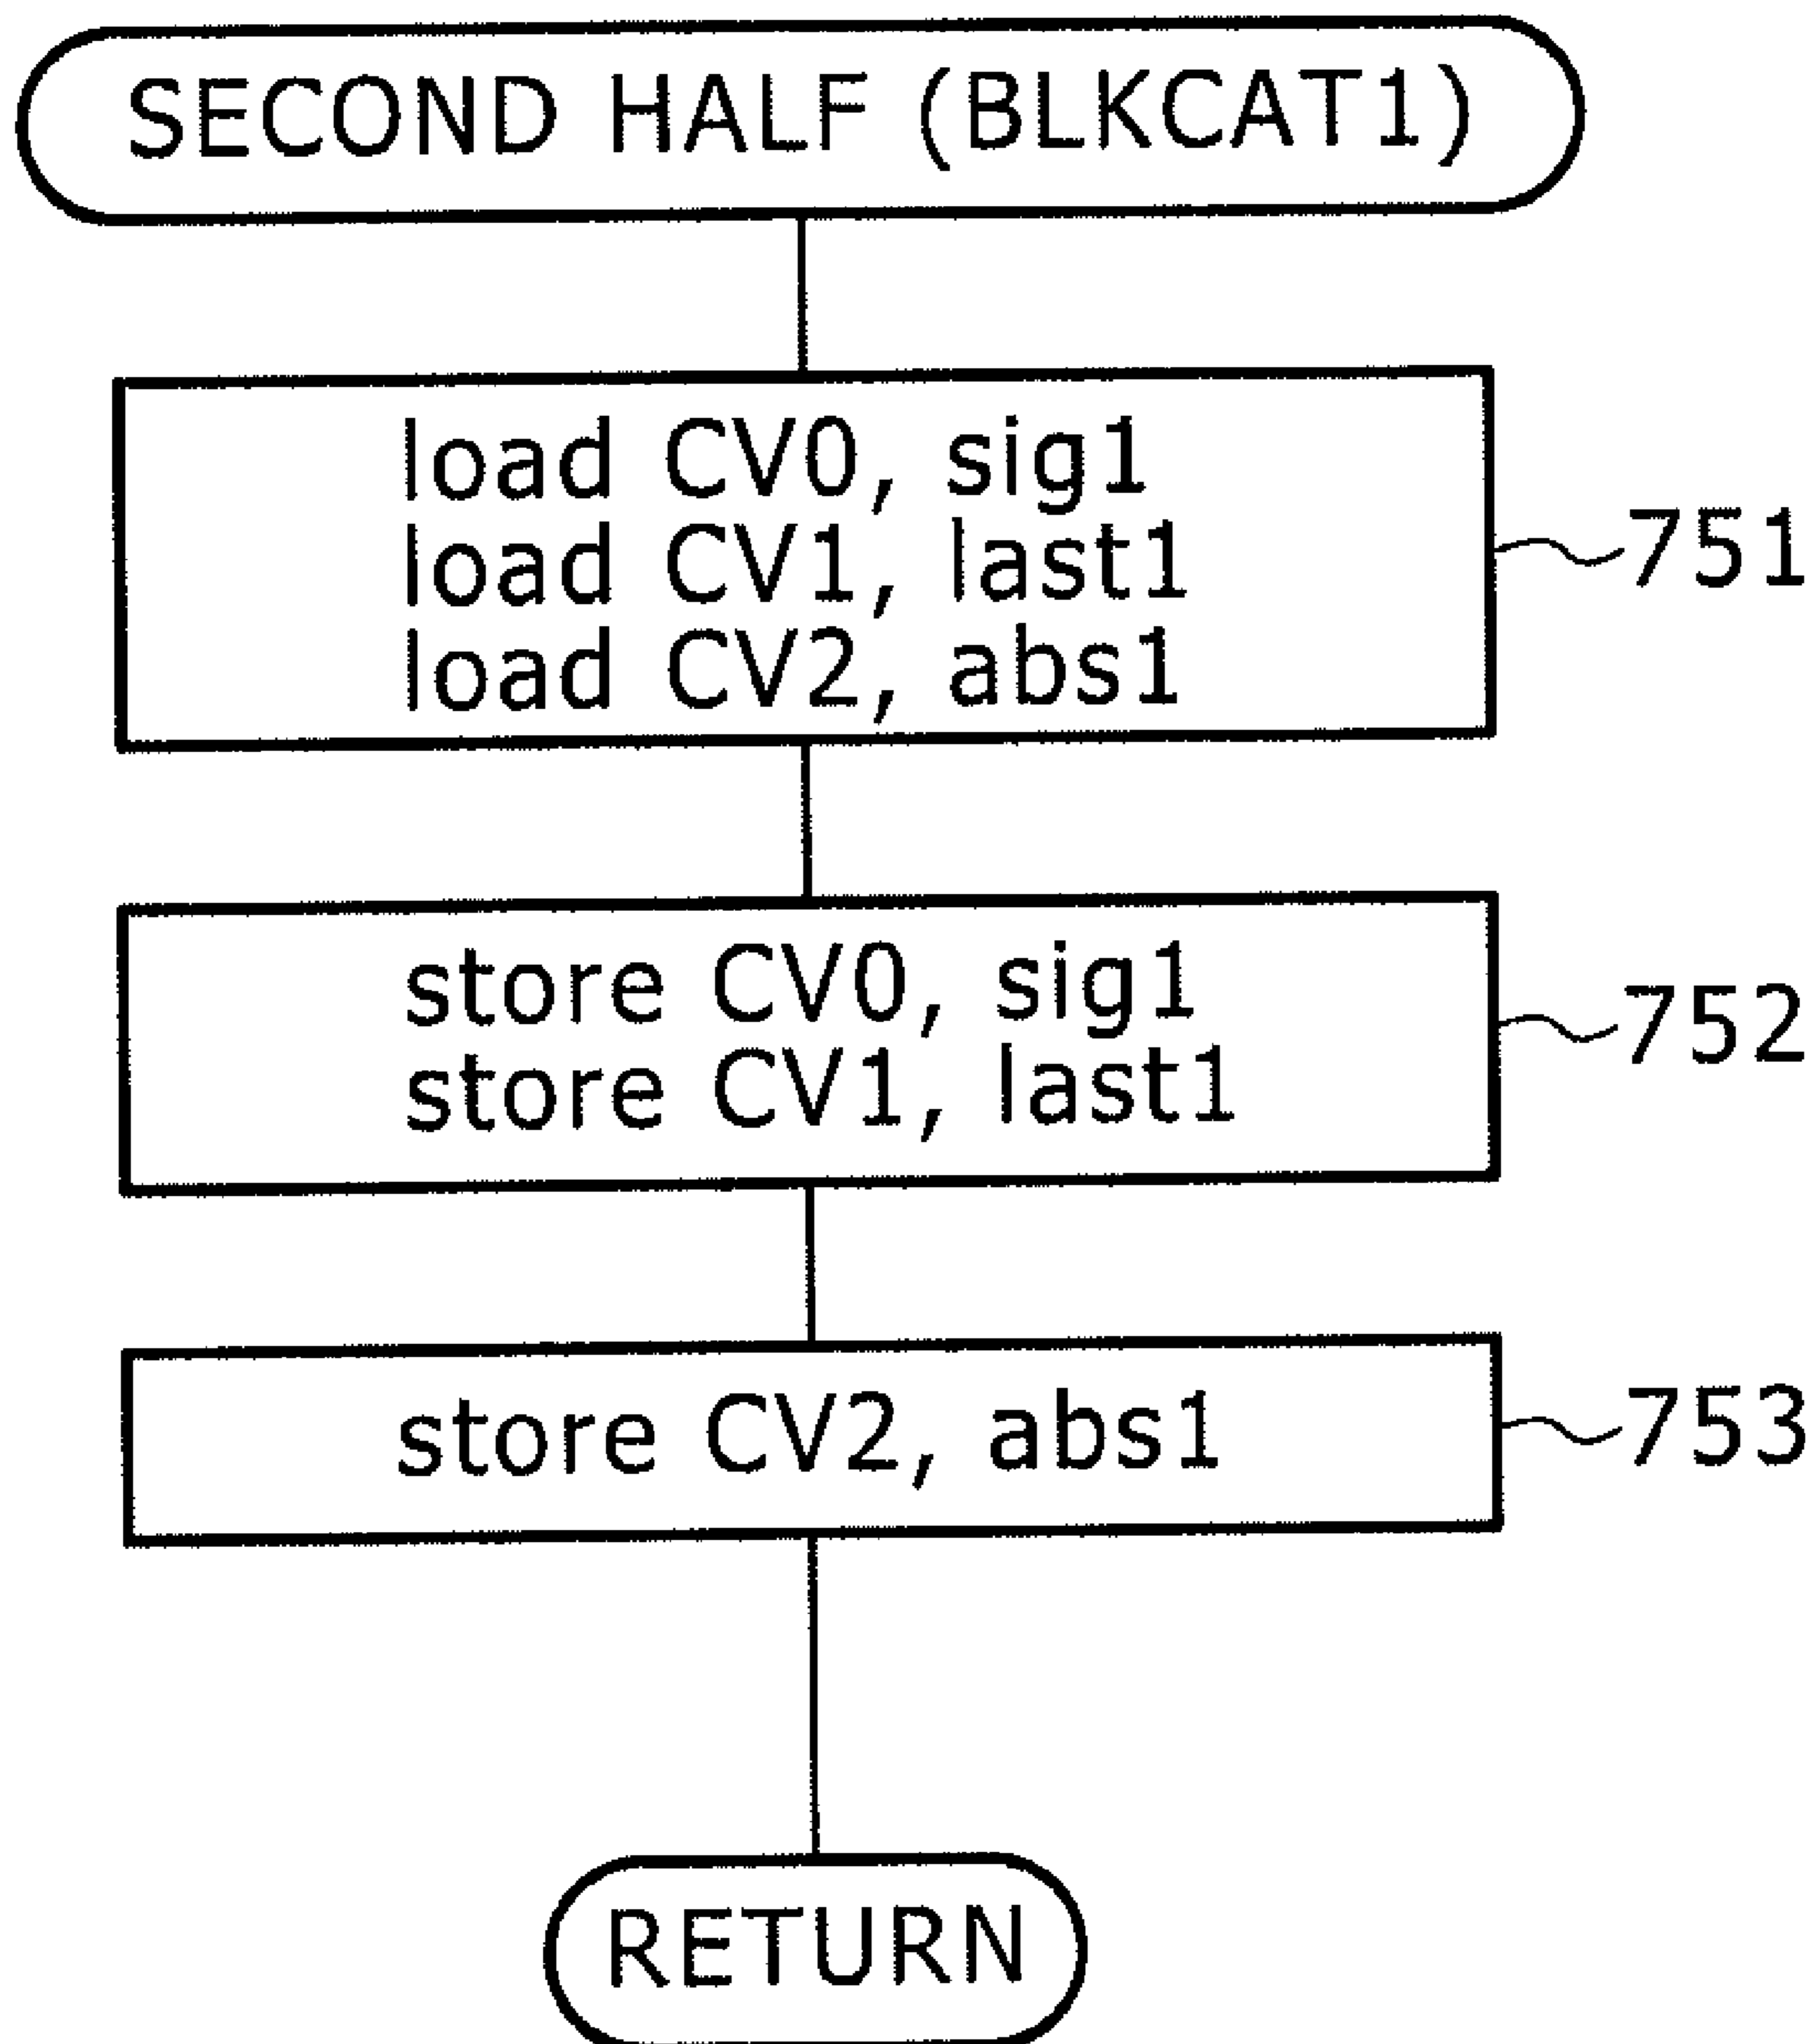 SECOND HALF (BLKCAT1)
load CV0, sig1
load CV1, last1
load CV2, abs1
751
store CV0, sig1
store CV1, last1
752
store CV2, abs1
753
RETURN